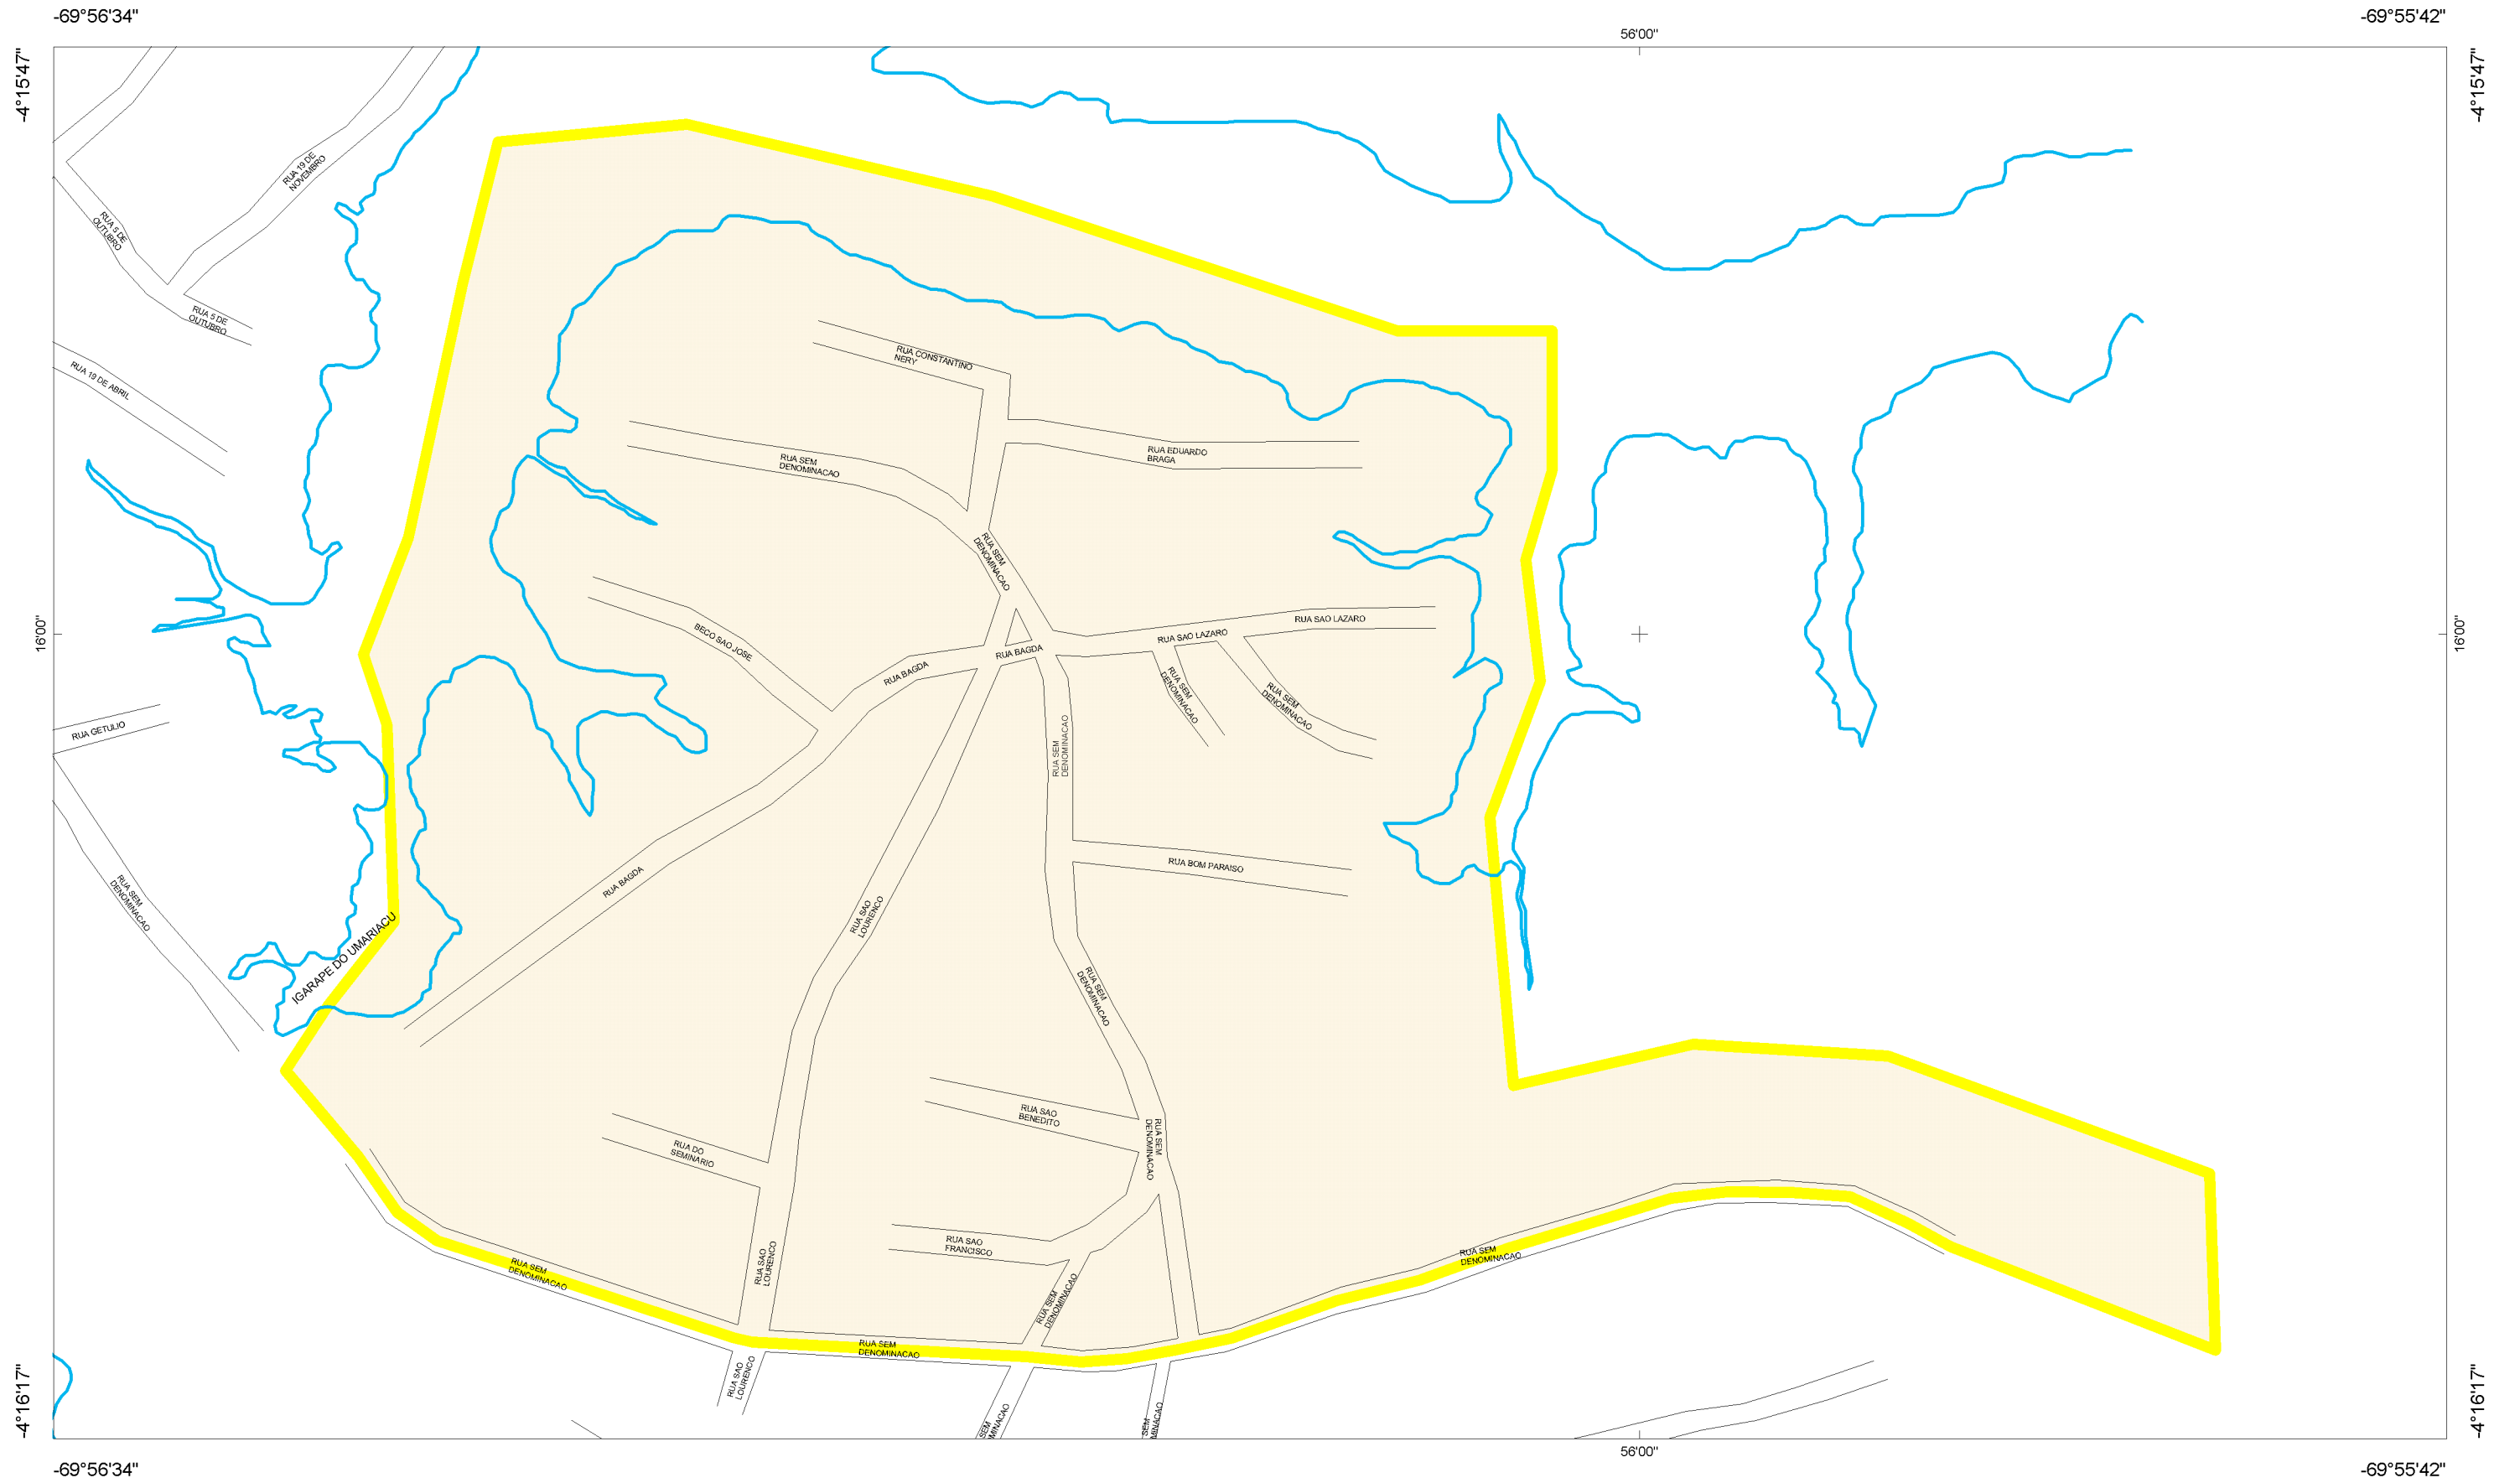 -69°56'34"
-69°55'42"
-4°15'47"
-4°15'47"
56'00"
RUA 19 DE
NOVEMBRO
RUA 5 DE
OUTUBRO
RUA 5 DE
OUTUBRO
RUA 19 DE ABRIL
RUA CONSTANTINO
NERY
RUA EDUARDO
BRAGA
RUA SEM
DENOMINACAO
RUA SEM
DENOMINACAO
BECO SAO JOSE
RUA SAO LAZARO
RUA SAO LAZARO
RUA BAGDA
RUA BAGDA
16'00"
16'00"
RUA SEM
DENOMINACAO
RUA SEM
DENOMINACAO
RUA SEM
DENOMINACAO
RUA GETULIO
RUA BOM PARAISO
RUA BAGDA
RUA SEM
DENOMINACAO
RUA SAO
LOURENCO
IGARAPE DO UMARIACU
RUA SEM
DENOMINACAO
RUA SAO
BENEDITO
RUA SEM
DENOMINACAO
RUA DO
SEMINARIO
RUA SAO
FRANCISCO
RUA SEM
DENOMINACAO
RUA SAO
LOURENCO
RUA SEM
DENOMINACAO
RUA SEM
DENOMINACAO
RUA SEM
DENOMINACAO
RUA SAO
LOURENCO
SEM
MINACAO
SEM
MINACAO
-4°16'17"
-4°16'17"
56'00"
-69°56'34"
-69°55'42"